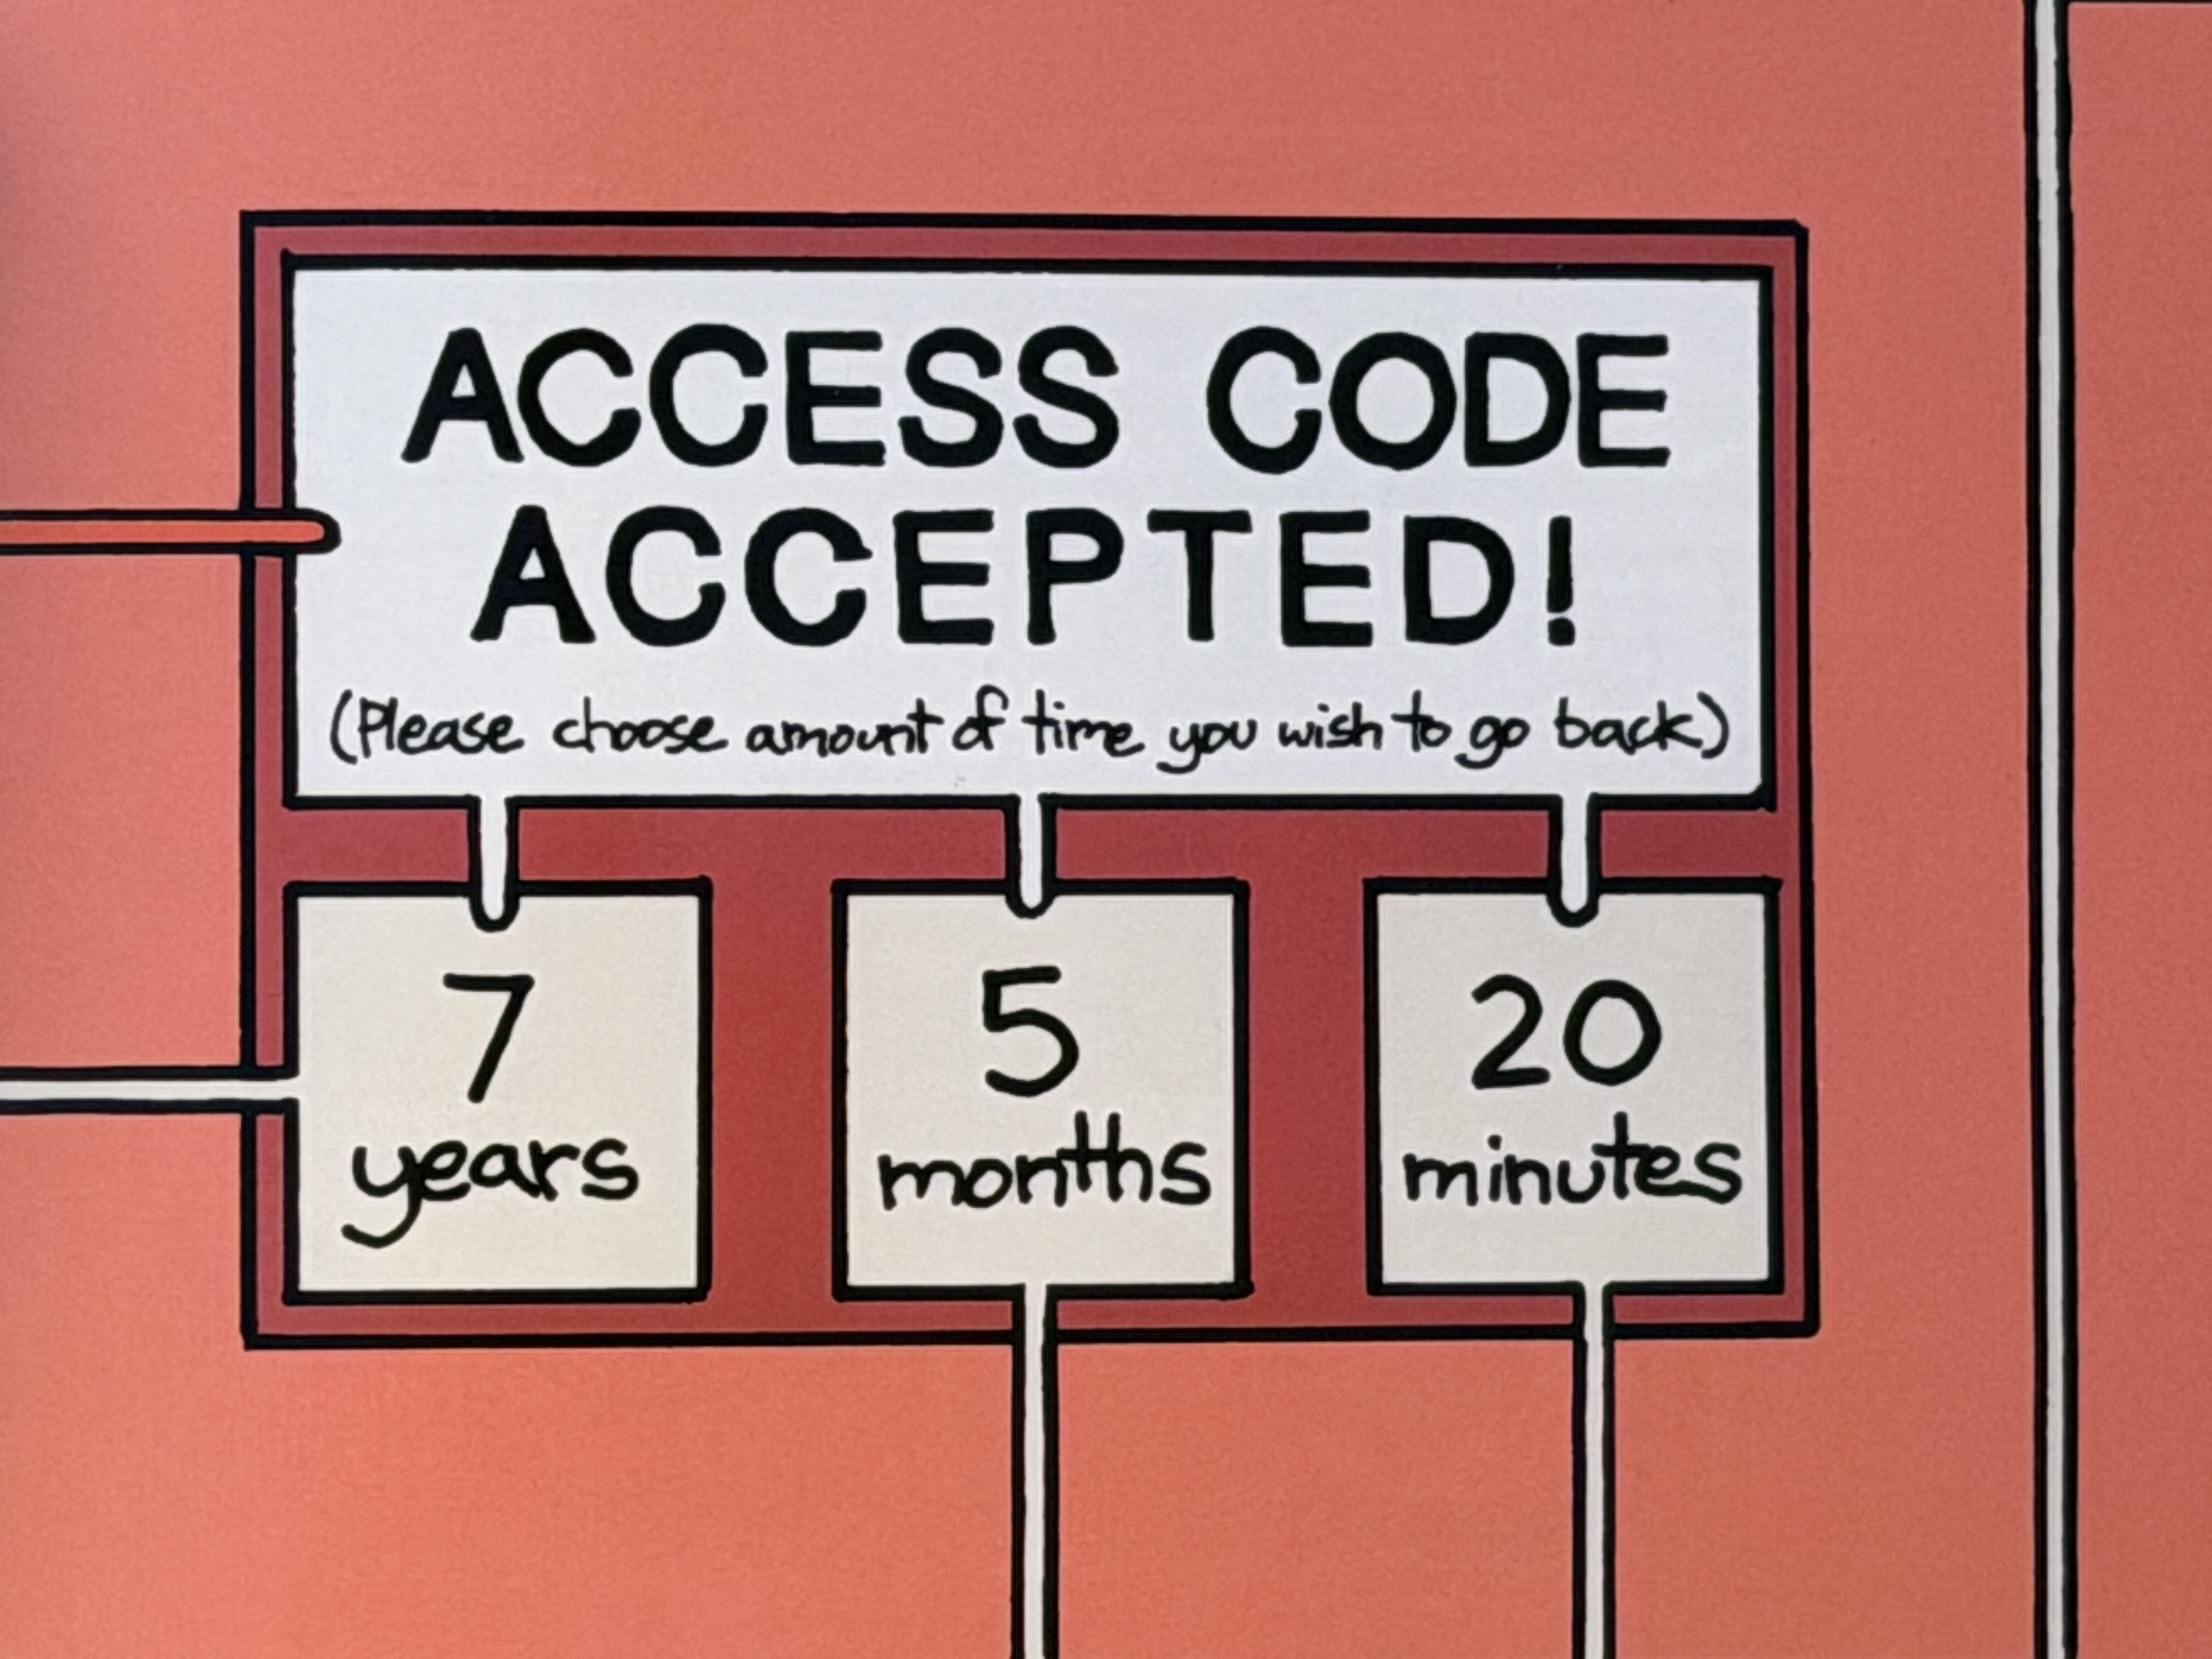 ACCESS CODE
ACCEPTED!
(Please choose amount of time you wish to go back)
7
years
5
months
20
minutes